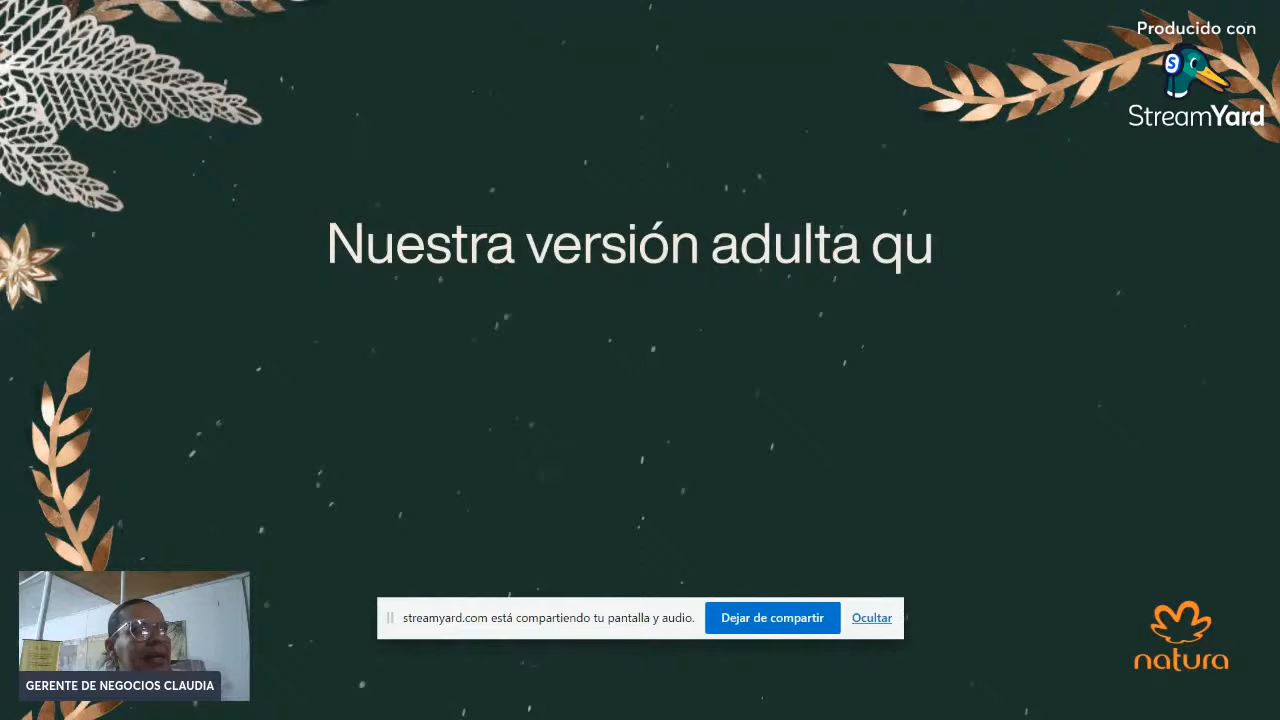 Producido con
StreamYard
Nuestra versión adulta qu
streamyard.com está compartiendo tu pantalla y audio.
Dejar de compartir
Ocultar
GERENTE DE NEGOCIOS CLAUDIA
natura